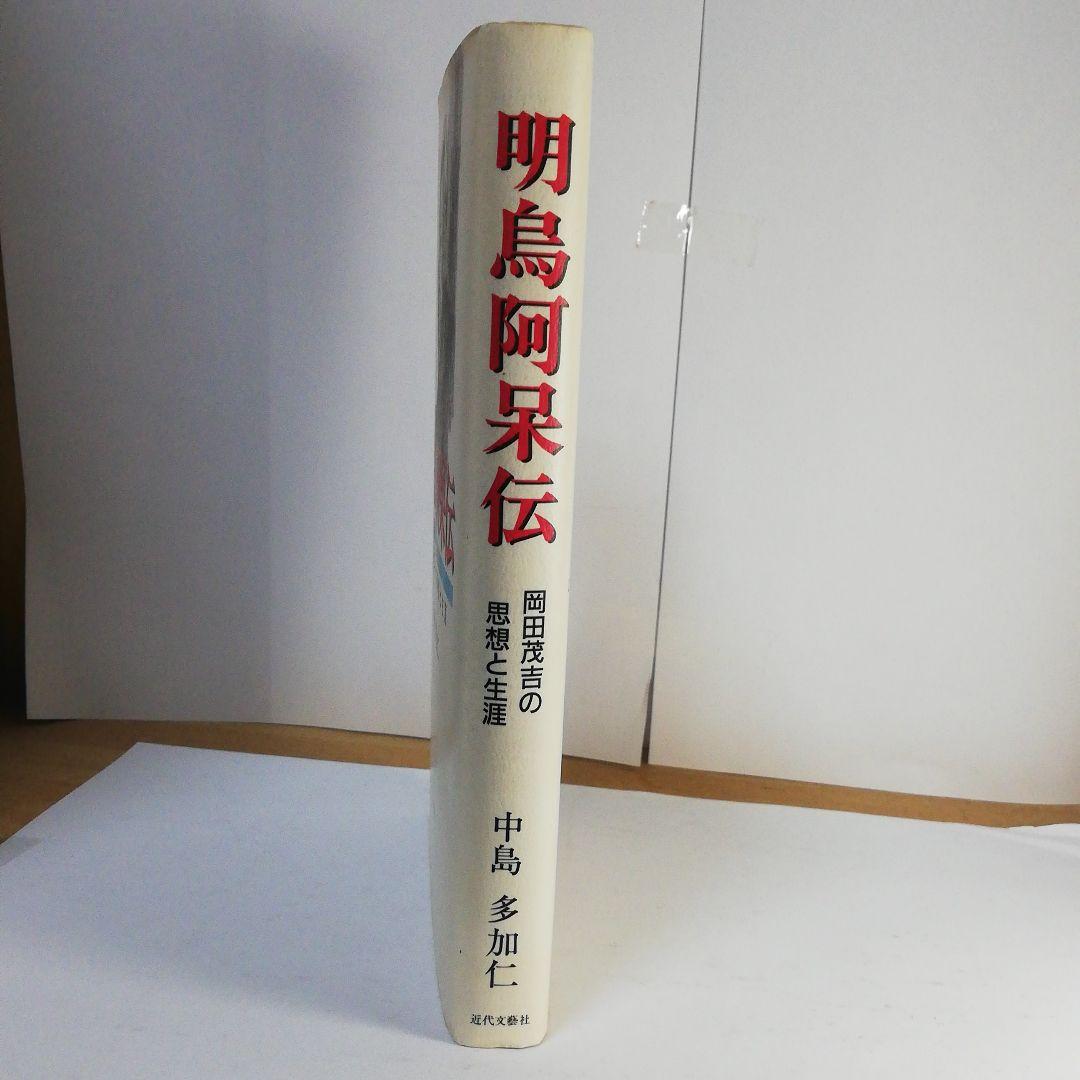 明烏阿呆伝
岡田茂吉の
思想と生涯
中島 多加仁
近代文藝社